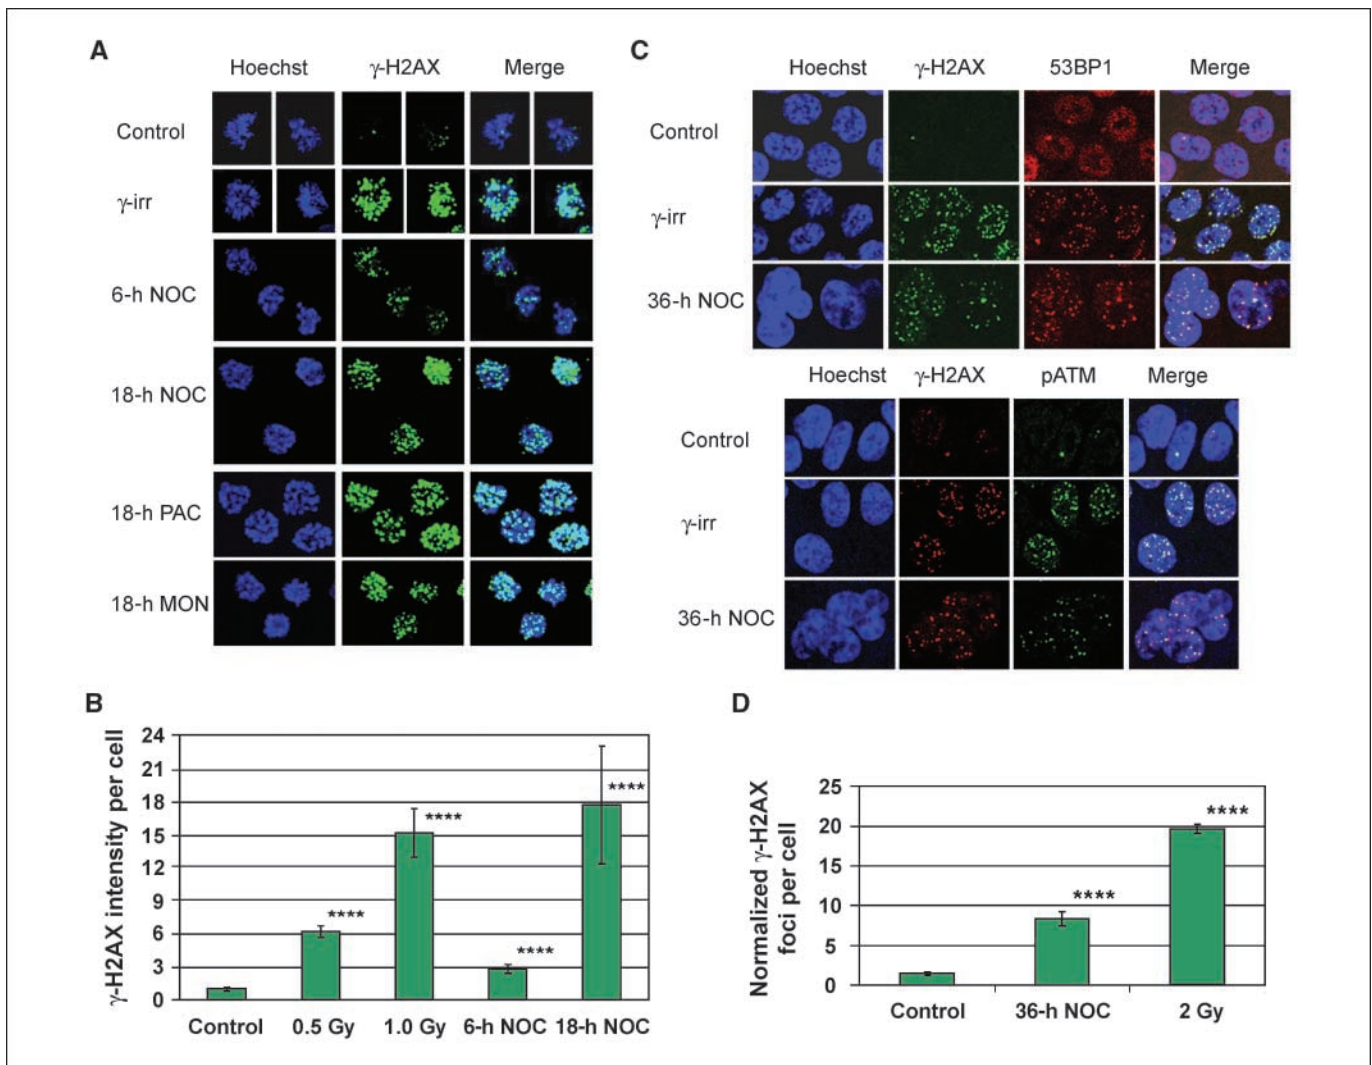 A
Hoechst γ-H2AX Merge
Control
γ-irr
6-h NOC
18-h NOC
18-h PAC
18-h MON
C
Hoechst γ-H2AX 53BP1 Merge
Control
γ-irr
36-h NOC
Hoechst γ-H2AX pATM Merge
Control
γ-irr
36-h NOC
B
γ-H2AX intensity per cell
24
21
18
15
12
9
6
3
0
****
****
****
****
Control 0.5 Gy 1.0 Gy 6-h NOC 18-h NOC
D
Normalized γ-H2AX
foci per cell
25
20
15
10
5
0
****
****
Control 36-h NOC 2 Gy